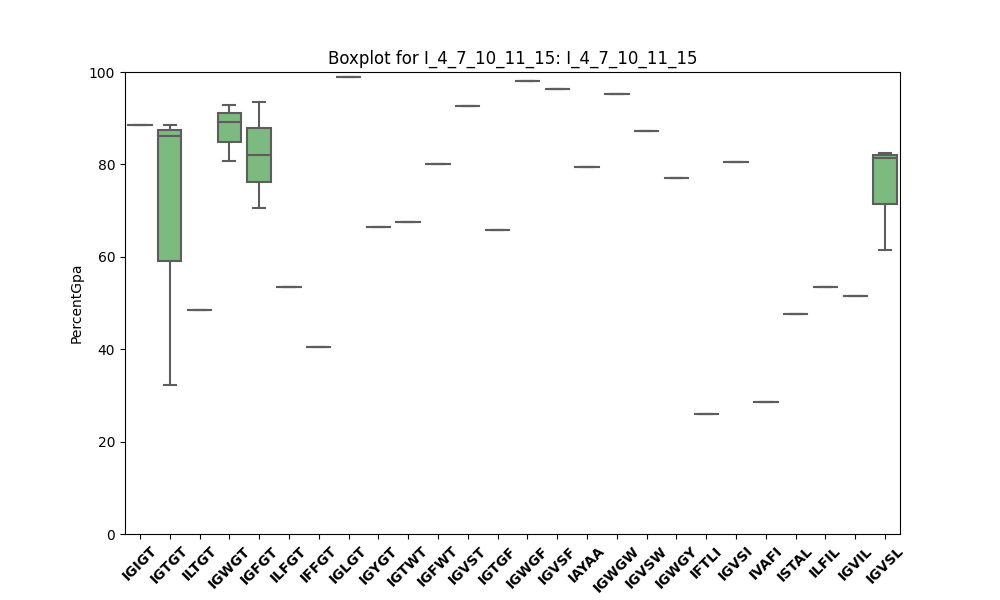 Boxplot for I_4_7_10_11_15: I_4_7_10_11_15
100
80
60
40
20
0
PercentGpa
IGIGT
IGTGT
ILTGT
IGWGT
IGFGT
ILFGT
IFFGT
IGLGT
IGYGT
IGTWT
IGFWT
IGVST
IGTGF
IGWGF
IGVSF
IAYAA
IGWGW
IGVSW
IGWGY
IFTLI
IGVSI
IVAFI
ISTAL
ILFIL
IGVIL
IGVSL